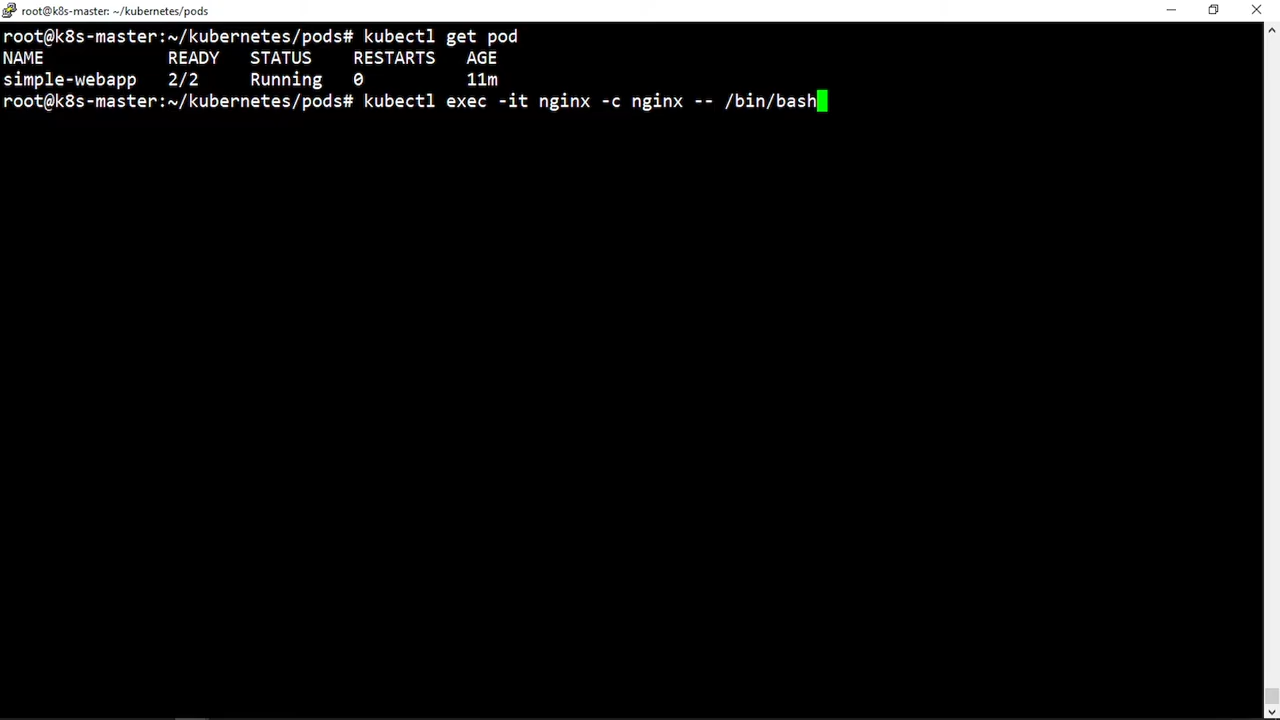 root@k8s-master: ~/kubernetes/pods
root@k8s-master:~/kubernetes/pods# kubectl get pod
NAME READY STATUS RESTARTS AGE
simple-webapp 2/2 Running 0 11m
root@k8s-master:~/kubernetes/pods# kubectl exec -it nginx -c nginx -- /bin/bash